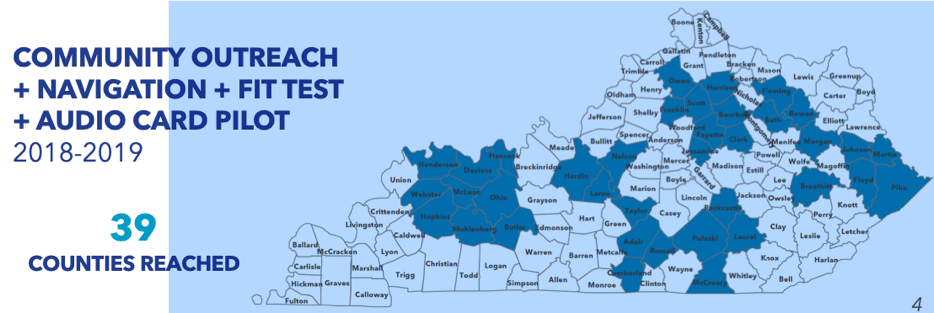 COMMUNITY OUTREACH
+ NAVIGATION + FIT TEST
+ AUDIO CARD PILOT
2018-2019
39
COUNTIES REACHED
Boone
Kenton
Campbell
Gallatin
Pendleton
Carroll
Grant
Bracken
Trimble
Owen
Robertson
Mason
Lewis
Greenup
Henry
Harrison
Fleming
Carter
Boyd
Oldham
Scott
Nicholas
Rowan
Shelby
Franklin
Bourbon
Bath
Elliott
Jefferson
Woodford
Fayette
Montgomery
Lawrence
Spencer
Anderson
Clark
Menifee
Morgan
Bullitt
Jessamine
Powell
Johnson
Martin
Meade
Nelson
Washington
Mercer
Madison
Estill
Wolfe
Magoffin
Hancock
Breckinridge
Hardin
Boyle
Garrard
Lee
Breathitt
Floyd
Pike
Henderson
Daviess
Marion
Lincoln
Jackson
Owsley
Knott
Union
Webster
McLean
Ohio
Grayson
Larue
Taylor
Casey
Rockcastle
Perry
Letcher
Crittenden
Hopkins
Muhlenberg
Butler
Edmonson
Hart
Green
Adair
Russell
Pulaski
Laurel
Clay
Leslie
Livingston
Caldwell
Harlan
Ballard
McCracken
Lyon
Christian
Warren
Barren
Metcalfe
Knox
Carlisle
Marshall
Trigg
Todd
Logan
Allen
Cumberland
Wayne
Whitley
Bell
Hickman
Graves
Simpson
Monroe
Clinton
McCreary
Fulton
Calloway
4